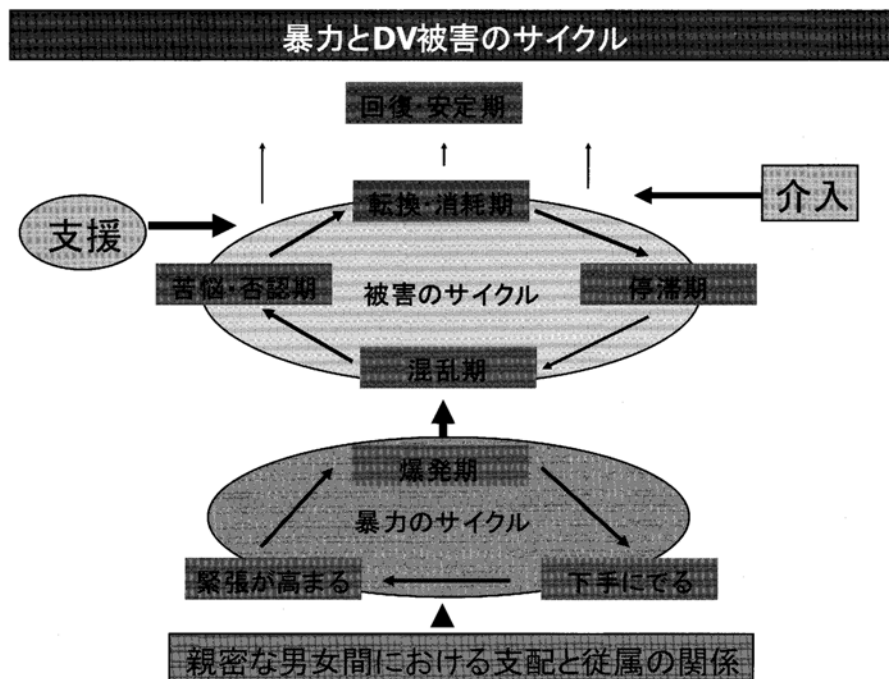 暴力とDV被害のサイクル
回復・安定期
介入
転換・消耗期
支援
苦悩・否認期
被害のサイクル
停滞期
混乱期
爆発期
暴力のサイクル
緊張が高まる
下手にでる
親密な男女間における支配と従属の関係